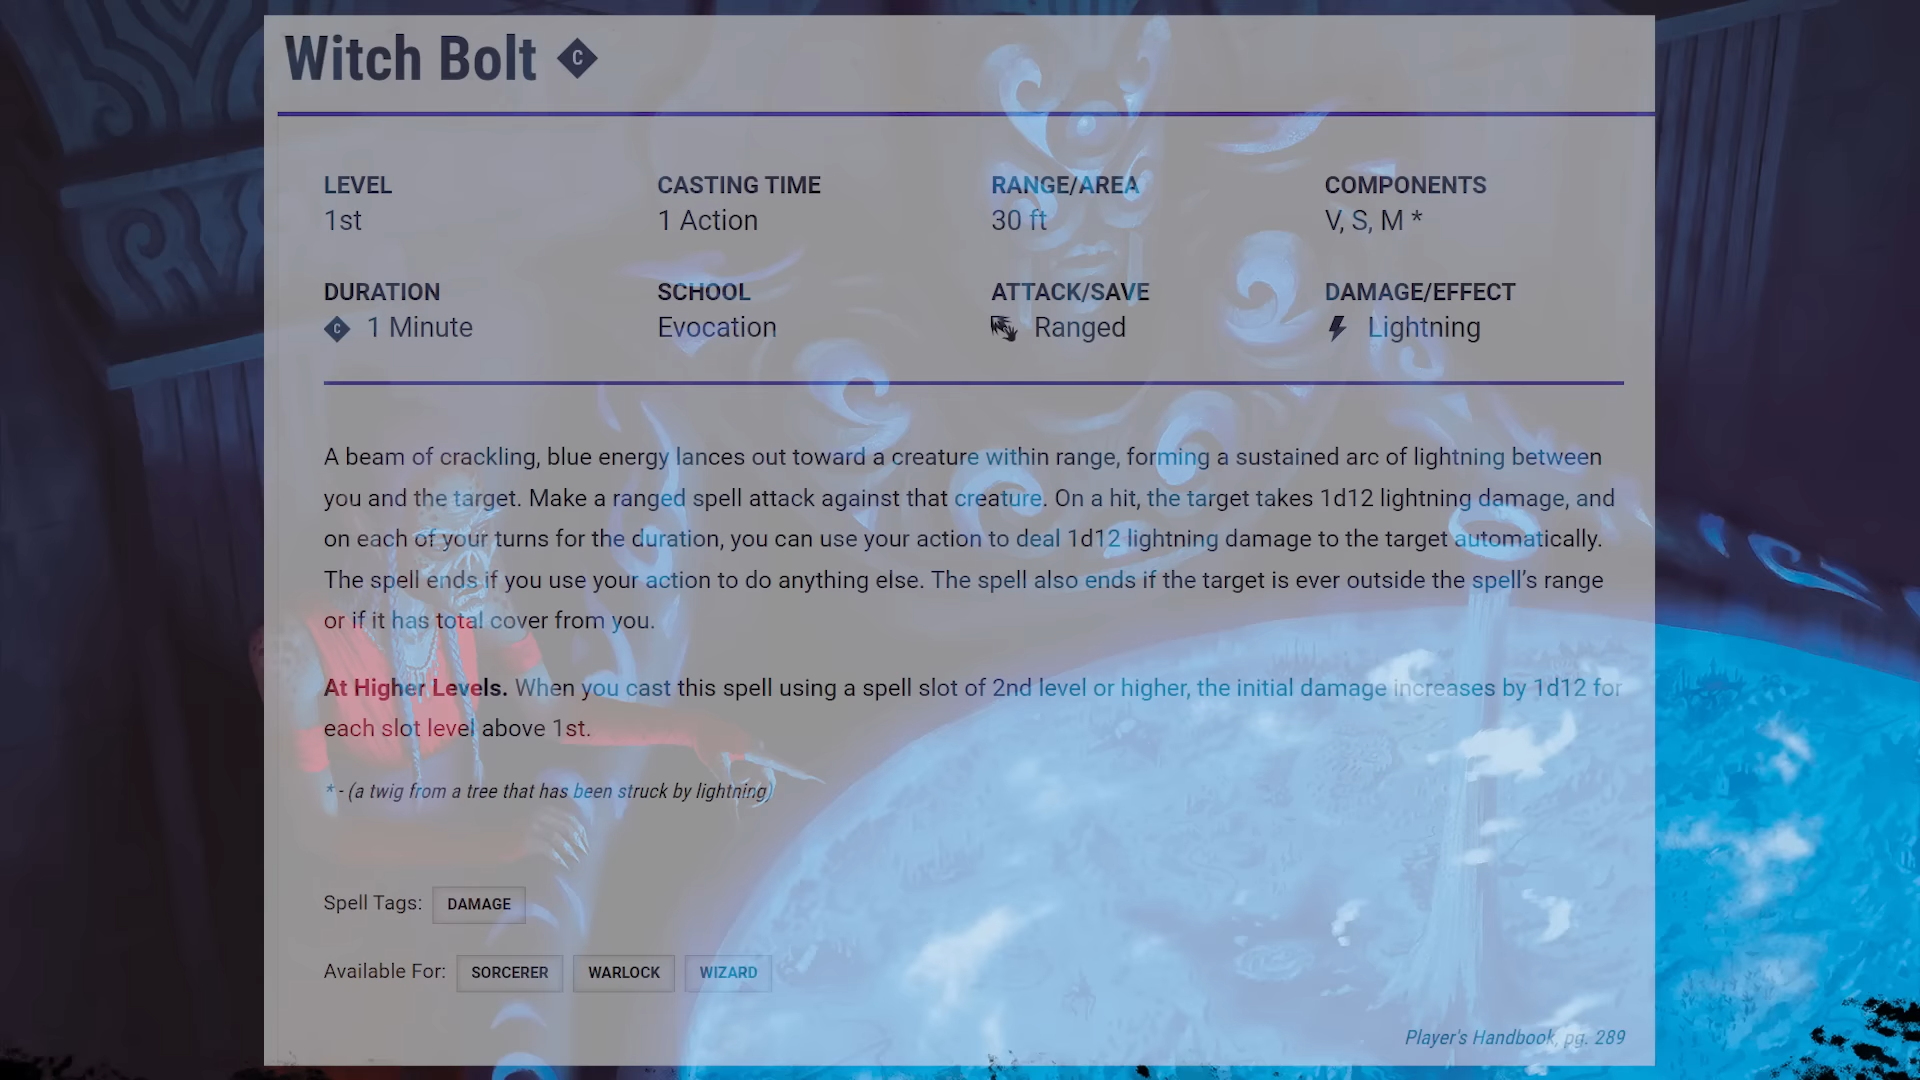 Witch Bolt C
LEVEL
1st
CASTING TIME
1 Action
RANGE/AREA
30 ft
COMPONENTS
V, S, M *
DURATION
C 1 Minute
SCHOOL
Evocation
ATTACK/SAVE
Ranged
DAMAGE/EFFECT
Lightning
A beam of crackling, blue energy lances out toward a creature within range, forming a sustained arc of lightning between
you and the target. Make a ranged spell attack against that creature. On a hit, the target takes 1d12 lightning damage, and
on each of your turns for the duration, you can use your action to deal 1d12 lightning damage to the target automatically.
The spell ends if you use your action to do anything else. The spell also ends if the target is ever outside the spell's range
or if it has total cover from you.
At Higher Levels. When you cast this spell using a spell slot of 2nd level or higher, the initial damage increases by 1d12 for
each slot level above 1st.
* - (a twig from a tree that has been struck by lightning)
Spell Tags: DAMAGE
Available For: SORCERER WARLOCK WIZARD
Player's Handbook, pg. 289